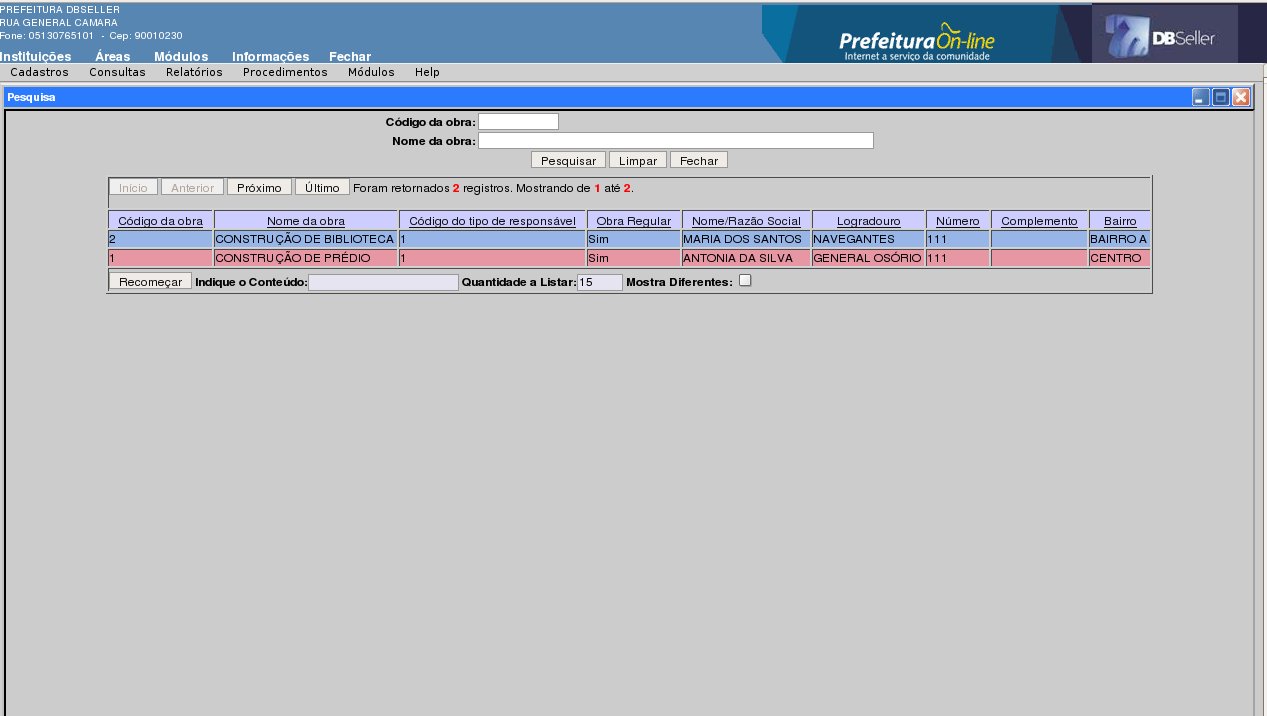 PREFEITURA DBSELLER
RUA GENERAL CAMARA
Fone: 05130765101 - Cep: 90010230
PrefeituraOn-line
Internet a serviço da comunidade
DBSeller
Instituições Áreas Módulos Informações Fechar
Cadastros Consultas Relatórios Procedimentos Módulos Help
Pesquisa
Código da obra:
Nome da obra:
Pesquisar Limpar Fechar
Início Anterior Próximo Último Foram retornados 2 registros. Mostrando de 1 até 2.
Código da obra Nome da obra Código do tipo de responsável Obra Regular Nome/Razão Social Logradouro Número Complemento Bairro
2 CONSTRUÇÃO DE BIBLIOTECA 1 Sim MARIA DOS SANTOS NAVEGANTES 111 BAIRRO A
1 CONSTRUÇÃO DE PRÉDIO 1 Sim ANTONIA DA SILVA GENERAL OSÓRIO 111 CENTRO
Recomeçar Indique o Conteúdo: Quantidade a Listar: 15 Mostra Diferentes: